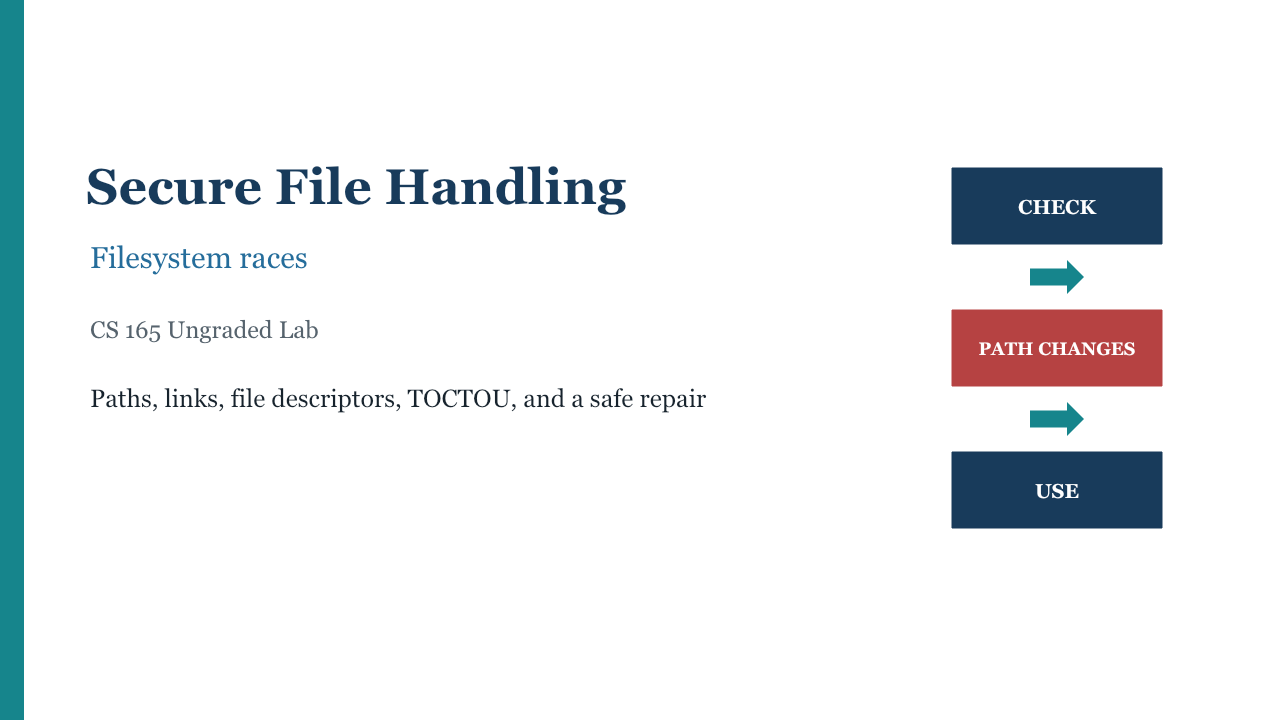 Secure File Handling
Filesystem races
CS 165 Ungraded Lab
Paths, links, file descriptors, TOCTOU, and a safe repair
CHECK
PATH CHANGES
USE